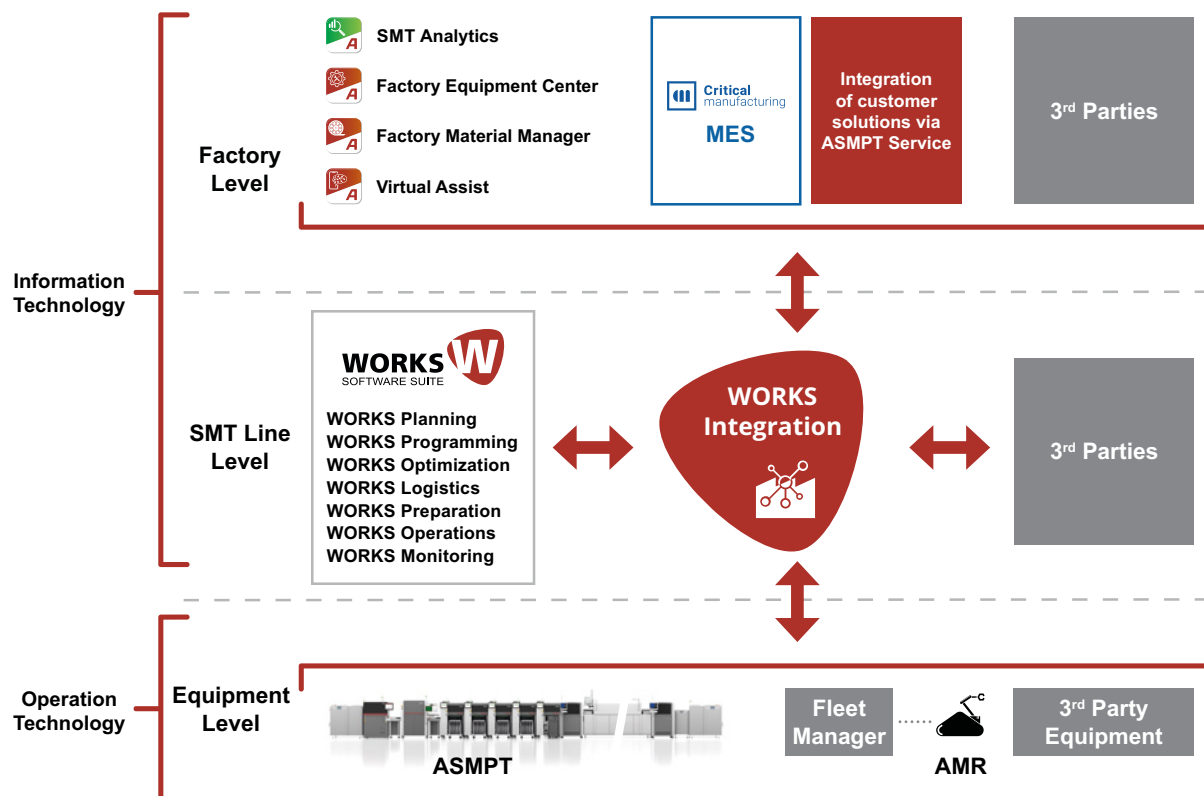 SMT Analytics
Factory Equipment Center
Factory Material Manager
Virtual Assist
Factory
Level
Critical
manufacturing
MES
Integration
of customer
solutions via
ASMPT Service
3rd Parties
Information
Technology
SMT Line
Level
WORKS W
SOFTWARE SUITE
WORKS Planning
WORKS Programming
WORKS Optimization
WORKS Logistics
WORKS Preparation
WORKS Operations
WORKS Monitoring
WORKS
Integration
3rd Parties
Operation
Technology
Equipment
Level
ASMPT
Fleet
Manager
AMR
3rd Party
Equipment